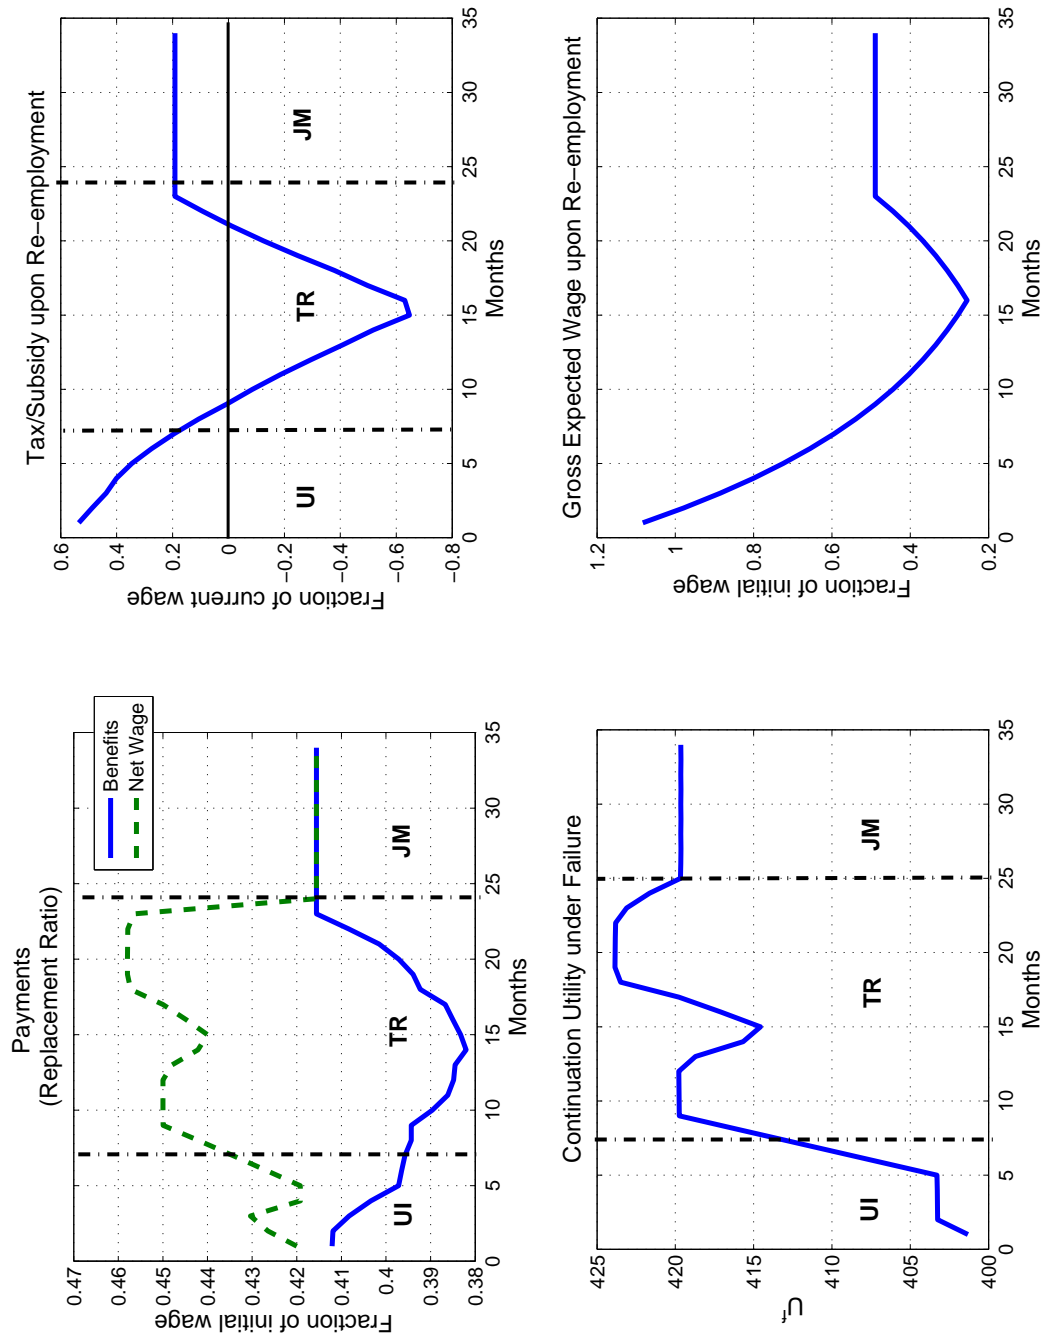 Payments
(Replacement Ratio)
Benefits
Net Wage
Fraction of initial wage
0.47
0.46
0.45
0.44
0.43
0.42
0.41
0.4
0.39
0.38
UI
TR
JM
0
5
10
15
20
25
30
35
Months
Tax/Subsidy upon Re−employment
Fraction of current wage
0.6
0.4
0.2
0
−0.2
−0.4
−0.6
−0.8
UI
TR
JM
0
5
10
15
20
25
30
35
Months
Continuation Utility under Failure
U^f
425
420
415
410
405
400
UI
TR
JM
0
5
10
15
20
25
30
35
Months
Gross Expected Wage upon Re−employment
Fraction of initial wage
1.2
1
0.8
0.6
0.4
0.2
0
5
10
15
20
25
30
35
Months